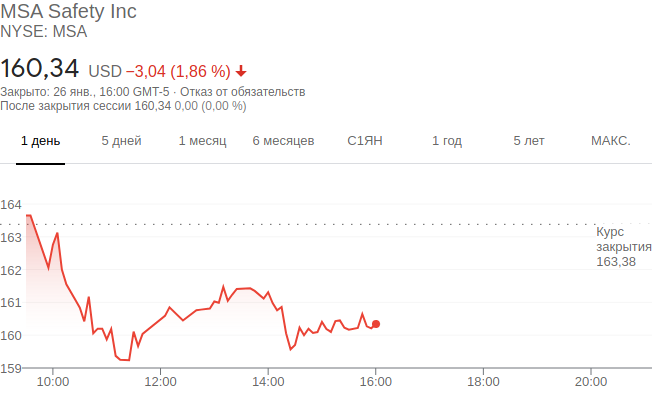 MSA Safety Inc
NYSE: MSA
160,34 USD −3,04 (1,86 %)
Закрыто: 26 янв., 16:00 GMT-5 · Отказ от обязательств
После закрытия сессии 160,34 0,00 (0,00 %)
1 день 5 дней 1 месяц 6 месяцев С1ЯН 1 год 5 лет МАКС.
164
163
162
161
160
159
Курс
закрытия
163,38
10:00 12:00 14:00 16:00 18:00 20:00